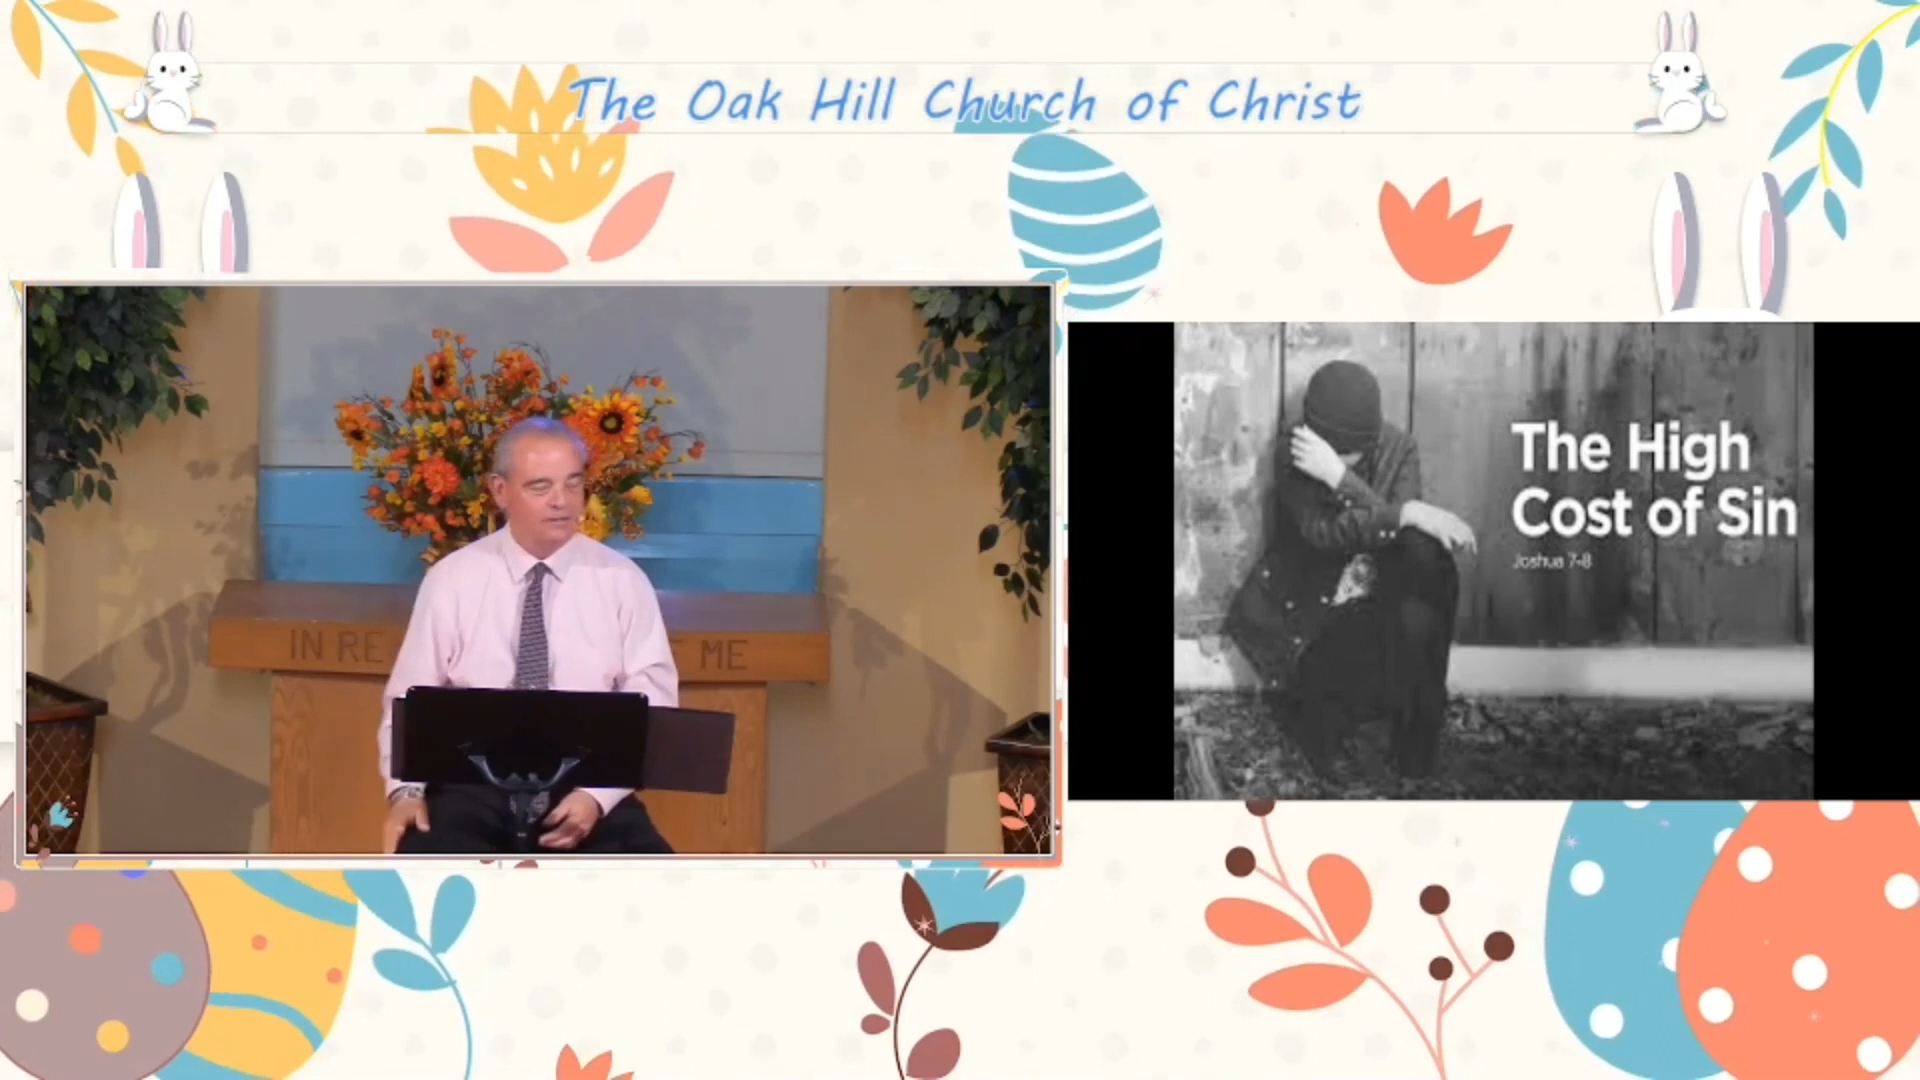 The Oak Hill Church of Christ
The High
Cost of Sin
Joshua 7-8
IN RE
ME